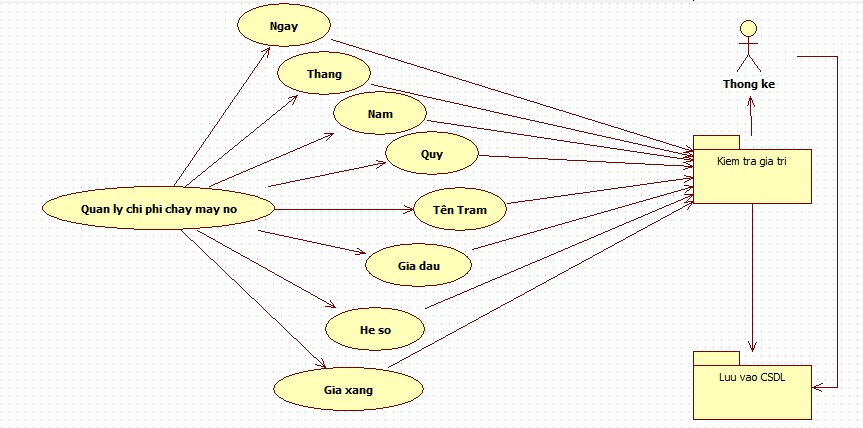 Ngay
Thang
Nam
Quy
Tên Tram
Gia dau
He so
Gia xang
Quan ly chi phi chay may no
Thong ke
Kiem tra gia tri
Luu vao CSDL